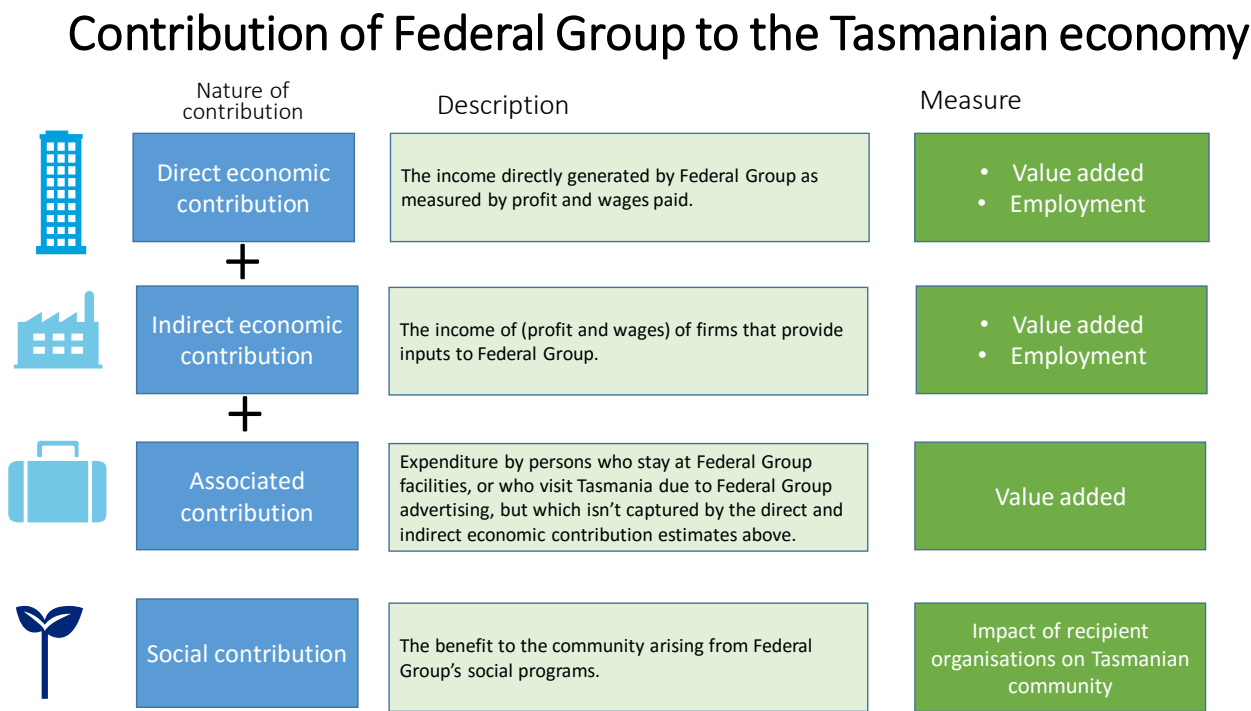 Contribution of Federal Group to the Tasmanian economy
Nature of
contribution
Description
Measure
Direct economic
contribution
The income directly generated by Federal Group as
measured by profit and wages paid.
• Value added
• Employment
+
Indirect economic
contribution
The income of (profit and wages) of firms that provide
inputs to Federal Group.
• Value added
• Employment
+
Associated
contribution
Expenditure by persons who stay at Federal Group
facilities, or who visit Tasmania due to Federal Group
advertising, but which isn't captured by the direct and
indirect economic contribution estimates above.
Value added
Social contribution
The benefit to the community arising from Federal
Group's social programs.
Impact of recipient
organisations on Tasmanian
community